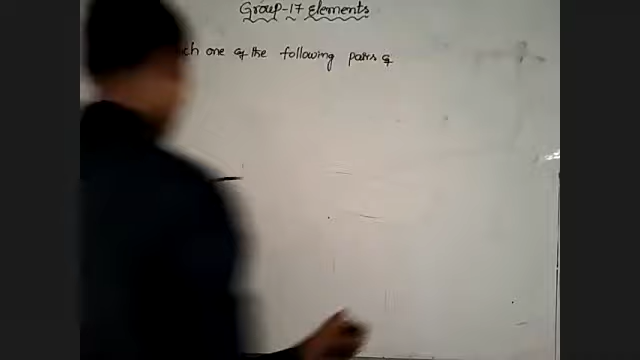 Group-17 Elements
ch one of the following pairs of